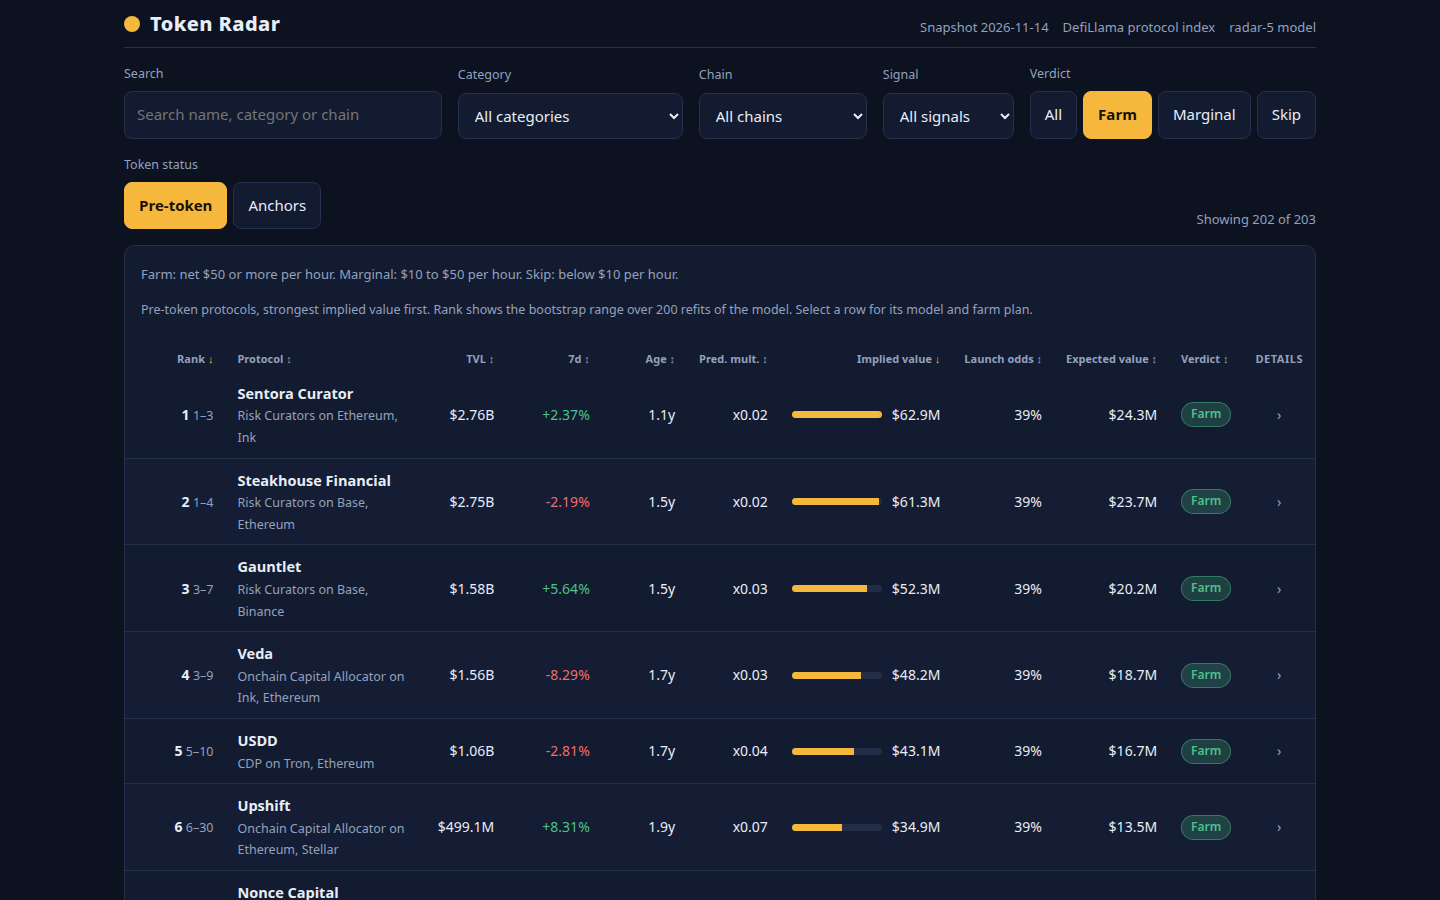 Token Radar
Snapshot 2026-11-14 DefiLlama protocol index radar-5 model
Search Category Chain Signal Verdict
Search name, category or chain All categories All chains All signals All Farm Marginal Skip
Token status
Pre-token Anchors
Showing 202 of 203
Farm: net $50 or more per hour. Marginal: $10 to $50 per hour. Skip: below $10 per hour.
Pre-token protocols, strongest implied value first. Rank shows the bootstrap range over 200 refits of the model. Select a row for its model and farm plan.
Rank ↓ Protocol ↕ TVL ↕ 7d ↕ Age ↕ Pred. mult. ↕ Implied value ↓ Launch odds ↕ Expected value ↕ Verdict ↕ DETAILS
Sentora Curator
1 1–3 Risk Curators on Ethereum, $2.76B +2.37% 1.1y x0.02 $62.9M 39% $24.3M Farm ›
Ink
Steakhouse Financial
2 1–4 Risk Curators on Base, $2.75B -2.19% 1.5y x0.02 $61.3M 39% $23.7M Farm ›
Ethereum
Gauntlet
3 3–7 Risk Curators on Base, $1.58B +5.64% 1.5y x0.03 $52.3M 39% $20.2M Farm ›
Binance
Veda
4 3–9 Onchain Capital Allocator on $1.56B -8.29% 1.7y x0.03 $48.2M 39% $18.7M Farm ›
Ink, Ethereum
USDD
5 5–10 CDP on Tron, Ethereum $1.06B -2.81% 1.7y x0.04 $43.1M 39% $16.7M Farm ›
Upshift
6 6–30 Onchain Capital Allocator on $499.1M +8.31% 1.9y x0.07 $34.9M 39% $13.5M Farm ›
Ethereum, Stellar
Nonce Capital